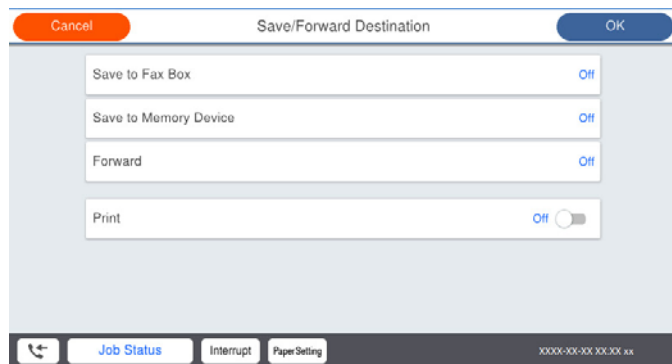 Cancel Save/Forward Destination OK
Save to Fax Box Off
Save to Memory Device Off
Forward Off
Print Off
Job Status Interrupt Paper Setting XXXX-XX-XX XX:XX xx